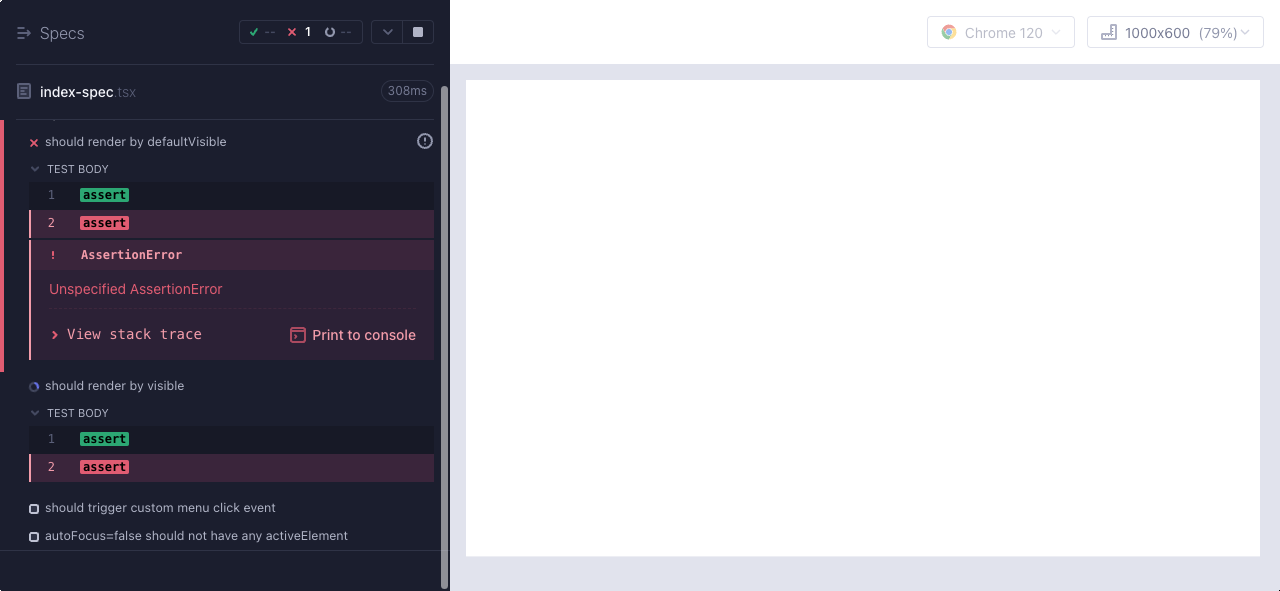 Specs
-- 1 --
Chrome 120
1000x600 (79%)
index-spec.tsx
308ms
should render by defaultVisible
TEST BODY
1 assert
2 assert
! AssertionError
Unspecified AssertionError
View stack trace
Print to console
should render by visible
TEST BODY
1 assert
2 assert
should trigger custom menu click event
autoFocus=false should not have any activeElement